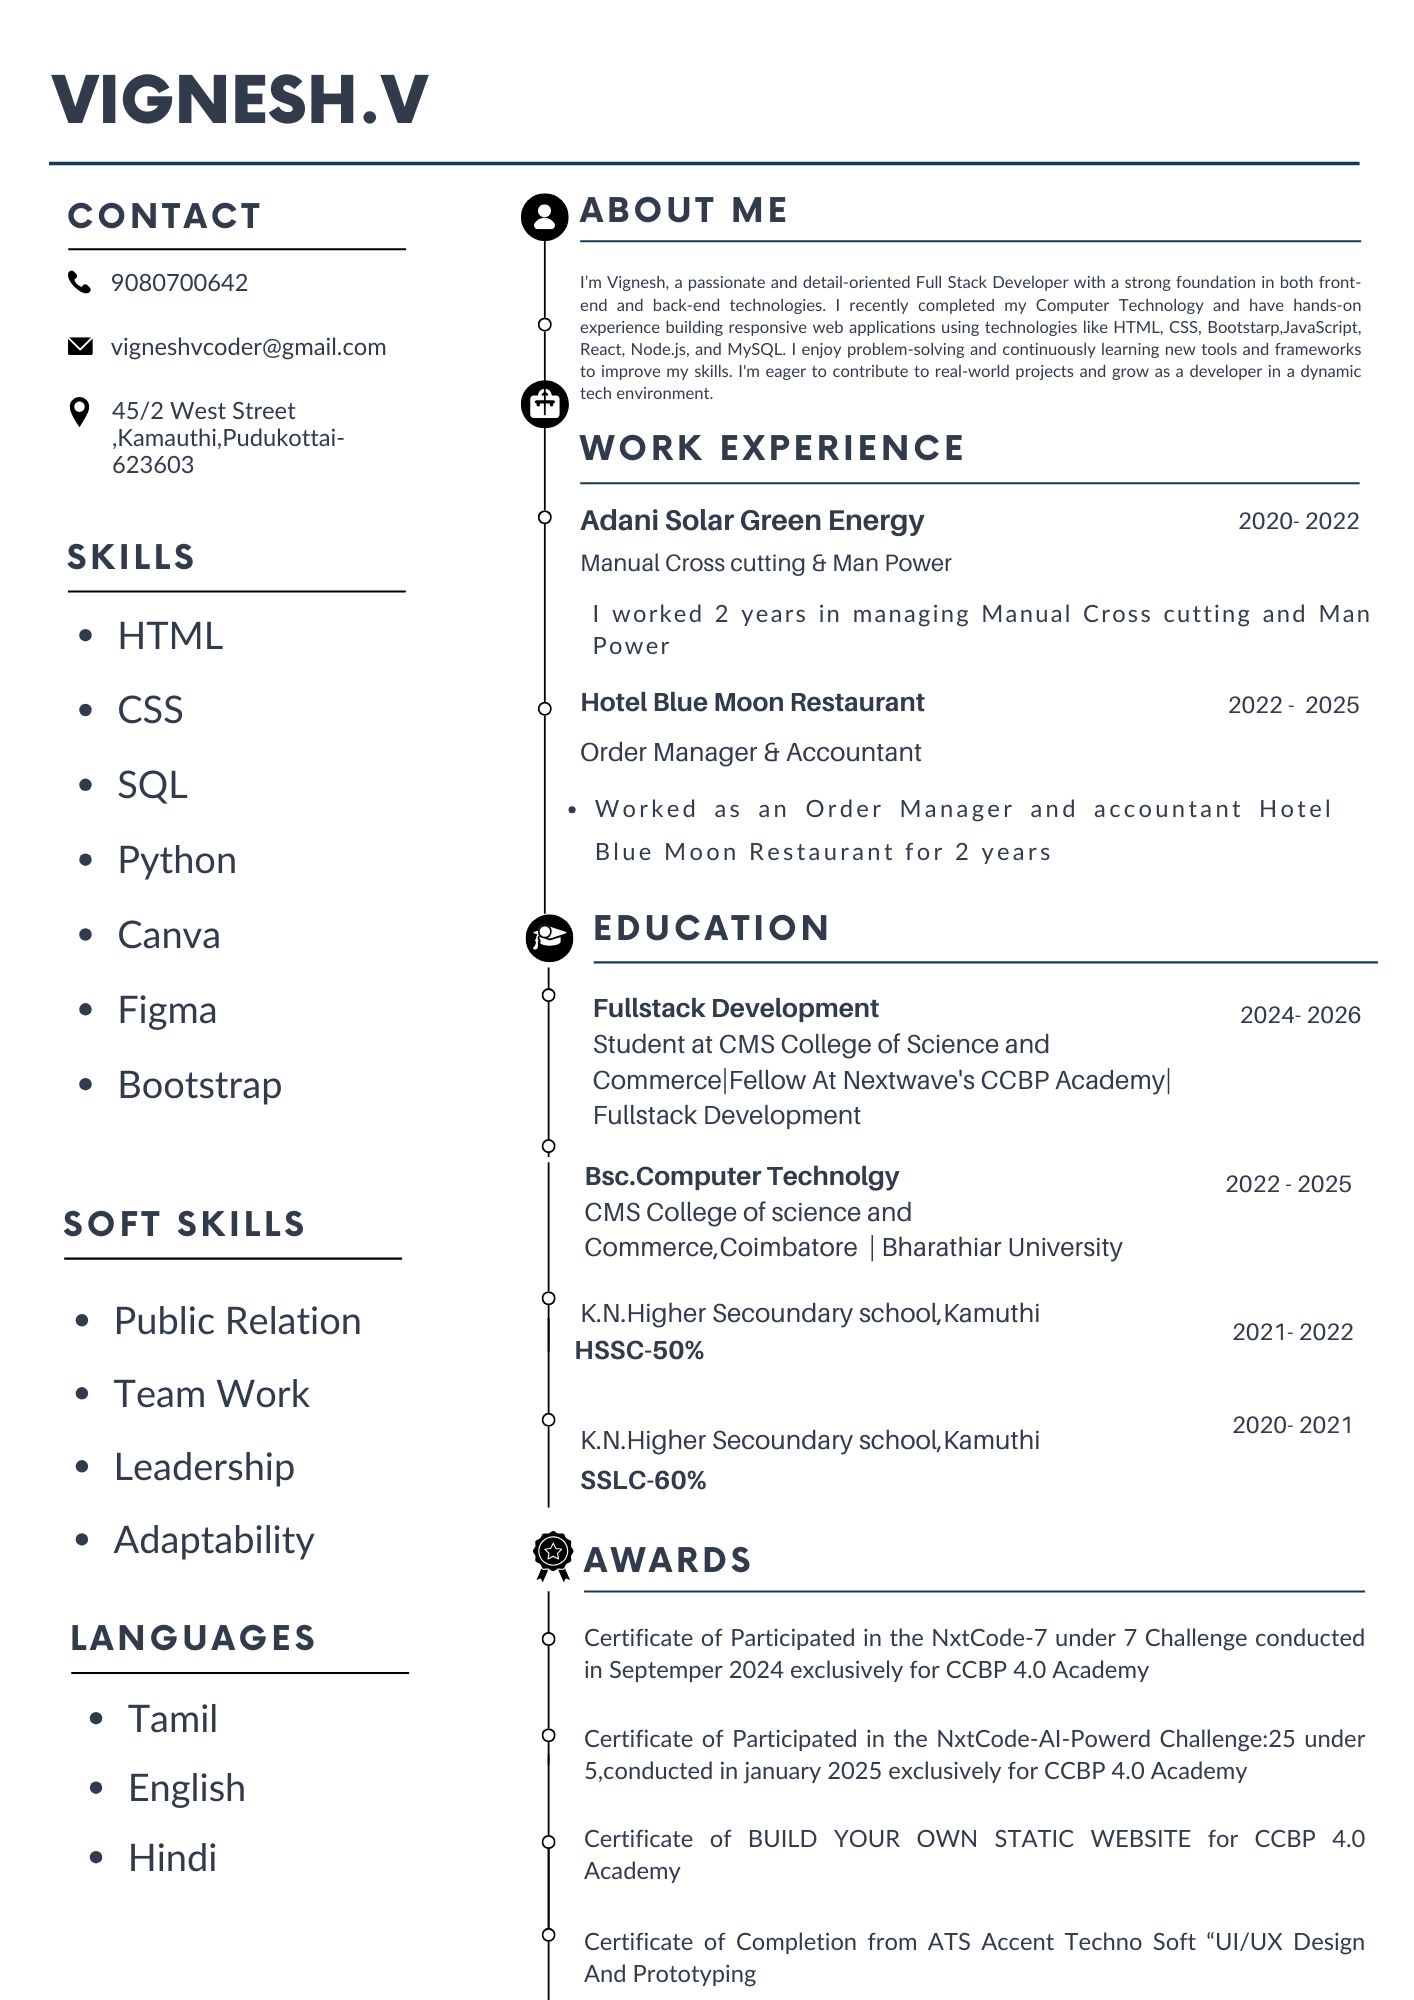 VIGNESH.V
CONTACT
9080700642
vigneshvcoder@gmail.com
45/2 West Street
,Kamauthi,Pudukottai-
623603
SKILLS
HTML
CSS
SQL
Python
Canva
Figma
Bootstrap
SOFT SKILLS
Public Relation
Team Work
Leadership
Adaptability
LANGUAGES
Tamil
English
Hindi
ABOUT ME
I'm Vignesh, a passionate and detail-oriented Full Stack Developer with a strong foundation in both front-
end and back-end technologies. I recently completed my Computer Technology and have hands-on
experience building responsive web applications using technologies like HTML, CSS, Bootstarp,JavaScript,
React, Node.js, and MySQL. I enjoy problem-solving and continuously learning new tools and frameworks
to improve my skills. I'm eager to contribute to real-world projects and grow as a developer in a dynamic
tech environment.
WORK EXPERIENCE
Adani Solar Green Energy 2020- 2022
Manual Cross cutting & Man Power
I worked 2 years in managing Manual Cross cutting and Man
Power
Hotel Blue Moon Restaurant 2022 - 2025
Order Manager & Accountant
Worked as an Order Manager and accountant Hotel
Blue Moon Restaurant for 2 years
EDUCATION
Fullstack Development 2024- 2026
Student at CMS College of Science and
Commerce|Fellow At Nextwave's CCBP Academy|
Fullstack Development
Bsc.Computer Technolgy 2022 - 2025
CMS College of science and
Commerce,Coimbatore | Bharathiar University
K.N.Higher Secoundary school,Kamuthi 2021- 2022
HSSC-50%
K.N.Higher Secoundary school,Kamuthi 2020- 2021
SSLC-60%
AWARDS
Certificate of Participated in the NxtCode-7 under 7 Challenge conducted
in Septemper 2024 exclusively for CCBP 4.0 Academy
Certificate of Participated in the NxtCode-AI-Powerd Challenge:25 under
5,conducted in january 2025 exclusively for CCBP 4.0 Academy
Certificate of BUILD YOUR OWN STATIC WEBSITE for CCBP 4.0
Academy
Certificate of Completion from ATS Accent Techno Soft “UI/UX Design
And Prototyping